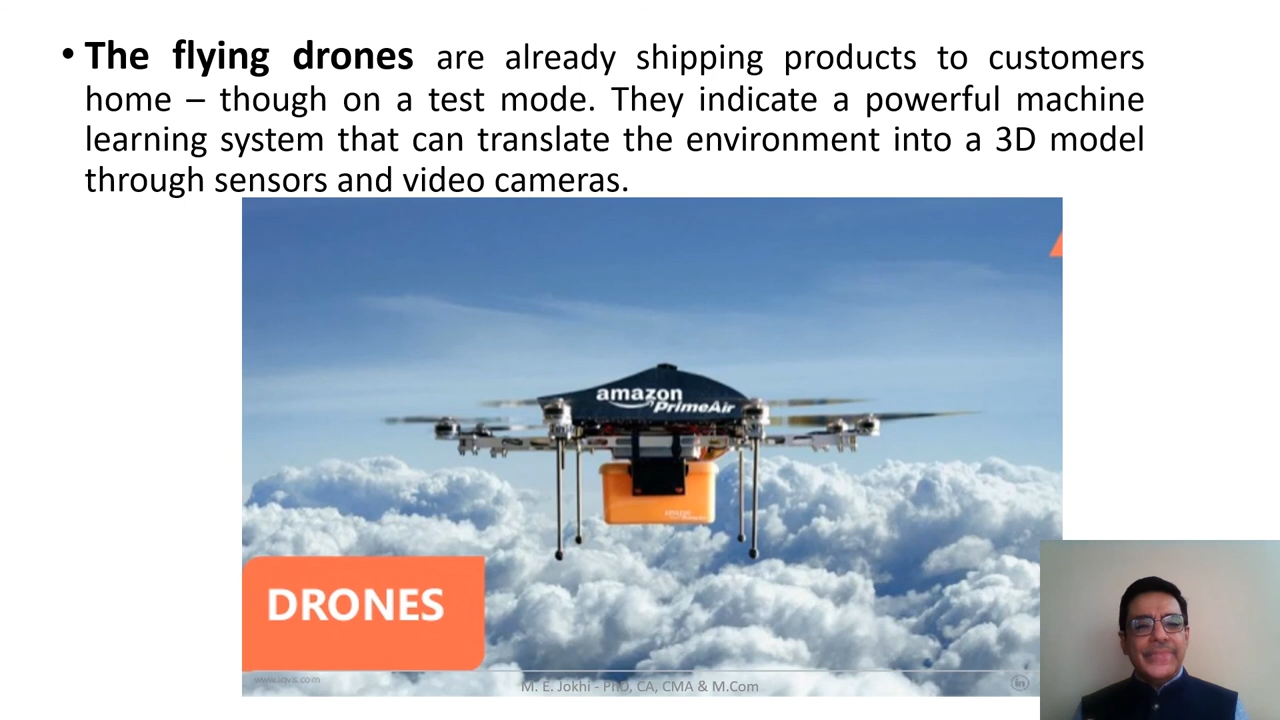 • The flying drones are already shipping products to customers
home – though on a test mode. They indicate a powerful machine
learning system that can translate the environment into a 3D model
through sensors and video cameras.
amazon
PrimeAir
DRONES
M. E. Jokhi - PhD, CA, CMA & M.Com
in